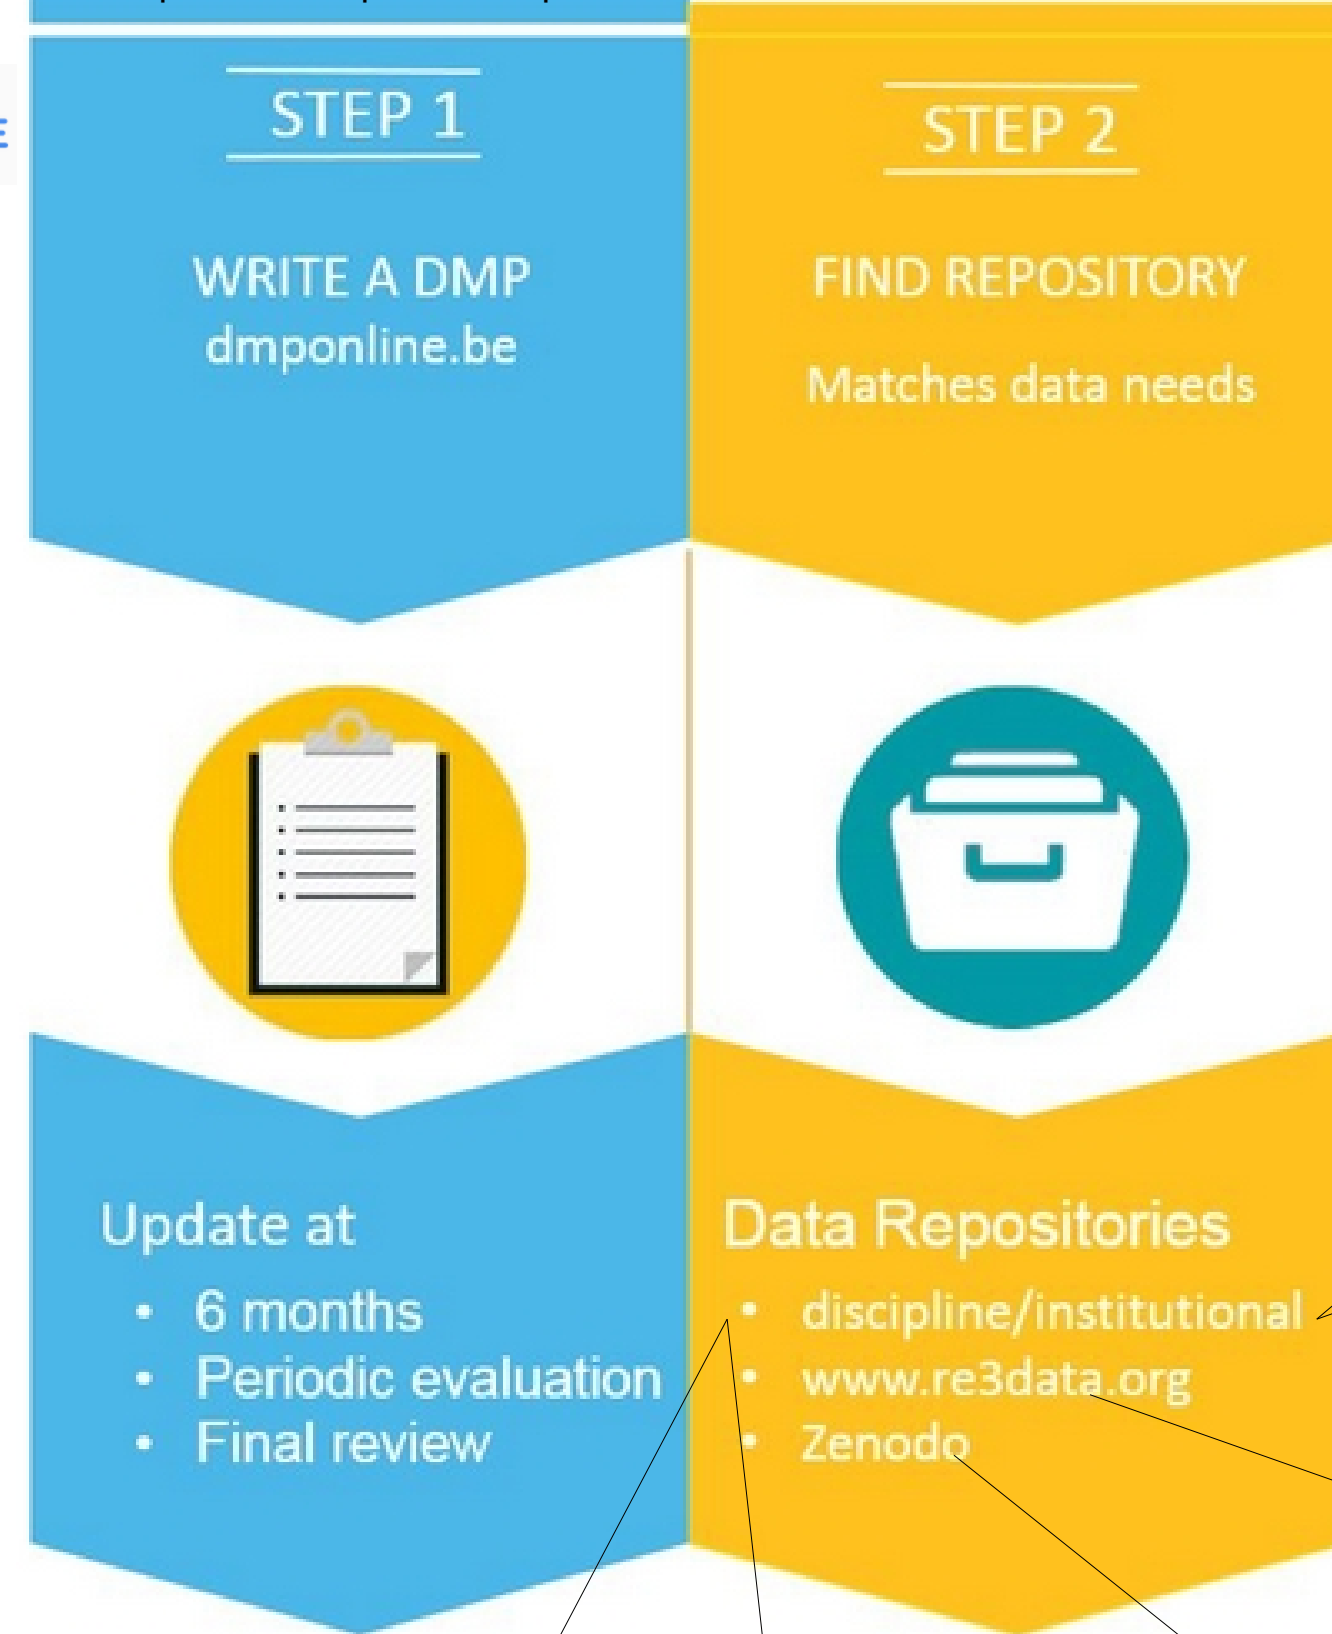 STEP 1
WRITE A DMP
dmponline.be
Update at
• 6 months
• Periodic evaluation
• Final review
STEP 2
FIND REPOSITORY
Matches data needs
Data Repositories
• discipline/institutional
• www.re3data.org
• Zenodo